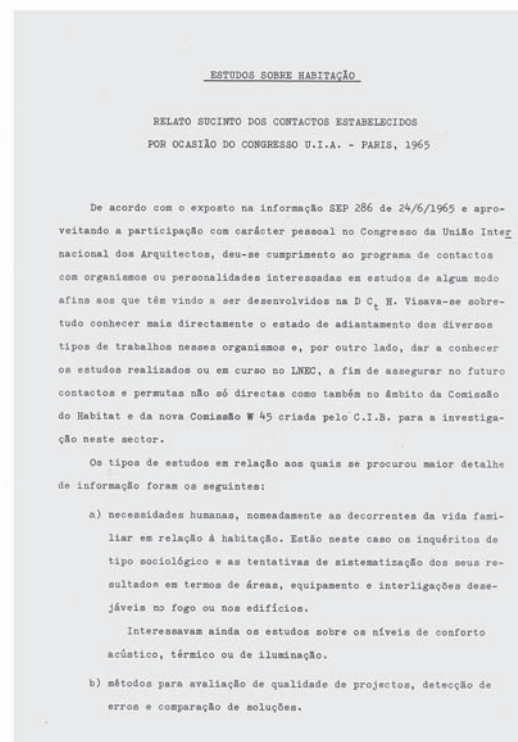 ESTUDOS SOBRE HABITAÇÃO
RELATO SUCINTO DOS CONTACTOS ESTABELECIDOS
POR OCASIÃO DO CONGRESSO U.I.A. - PARIS, 1965
De acordo com o exposto na informação SEP 286 de 24/6/1965 e apro-
veitando a participação com carácter pessoal no Congresso da União Inter
nacional dos Arquitectos, deu-se cumprimento ao programa de contactos
com organismos ou personalidades interessadas em estudos de algum modo
afins aos que têm vindo a ser desenvolvidos na D Ct H. Visava-se sobre-
tudo conhecer mais directamente o estado de adiantamento dos diversos
tipos de trabalhos nesses organismos e, por outro lado, dar a conhecer
os estudos realizados ou em curso no LNEC, a fim de assegurar no futuro
contactos e permutas não só directas como também no âmbito da Comissão
do Habitat e da nova Comissão W 45 criada pelo C.I.B. para a investiga-
ção neste sector.
Os tipos de estudos em relação aos quais se procurou maior detalhe
de informação foram os seguintes:
a) necessidades humanas, nomeadamente as decorrentes da vida fami-
liar em relação à habitação. Estão neste caso os inquéritos de
tipo sociológico e as tentativas de sistematização dos seus re-
sultados em termos de áreas, equipamento e interligações dese-
jáveis no fogo ou nos edifícios.
Interessavam ainda os estudos sobre os níveis de conforto
acústico, térmico ou de iluminação.
b) métodos para avaliação de qualidade de projectos, detecção de
erros e comparação de soluções.